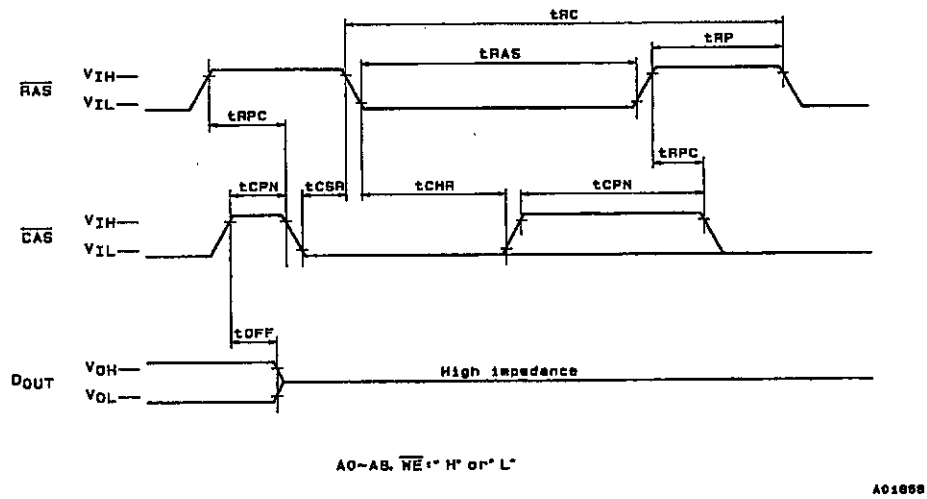 tRC
tRAS
tRP
RAS
VIH
VIL
tRPC
tRPC
tCPN
tCSR
tCHR
tCPN
CAS
VIH
VIL
tOFF
DOUT
VOH
VOL
High impedance
A0~A8, WE:"H" or "L"
A01858